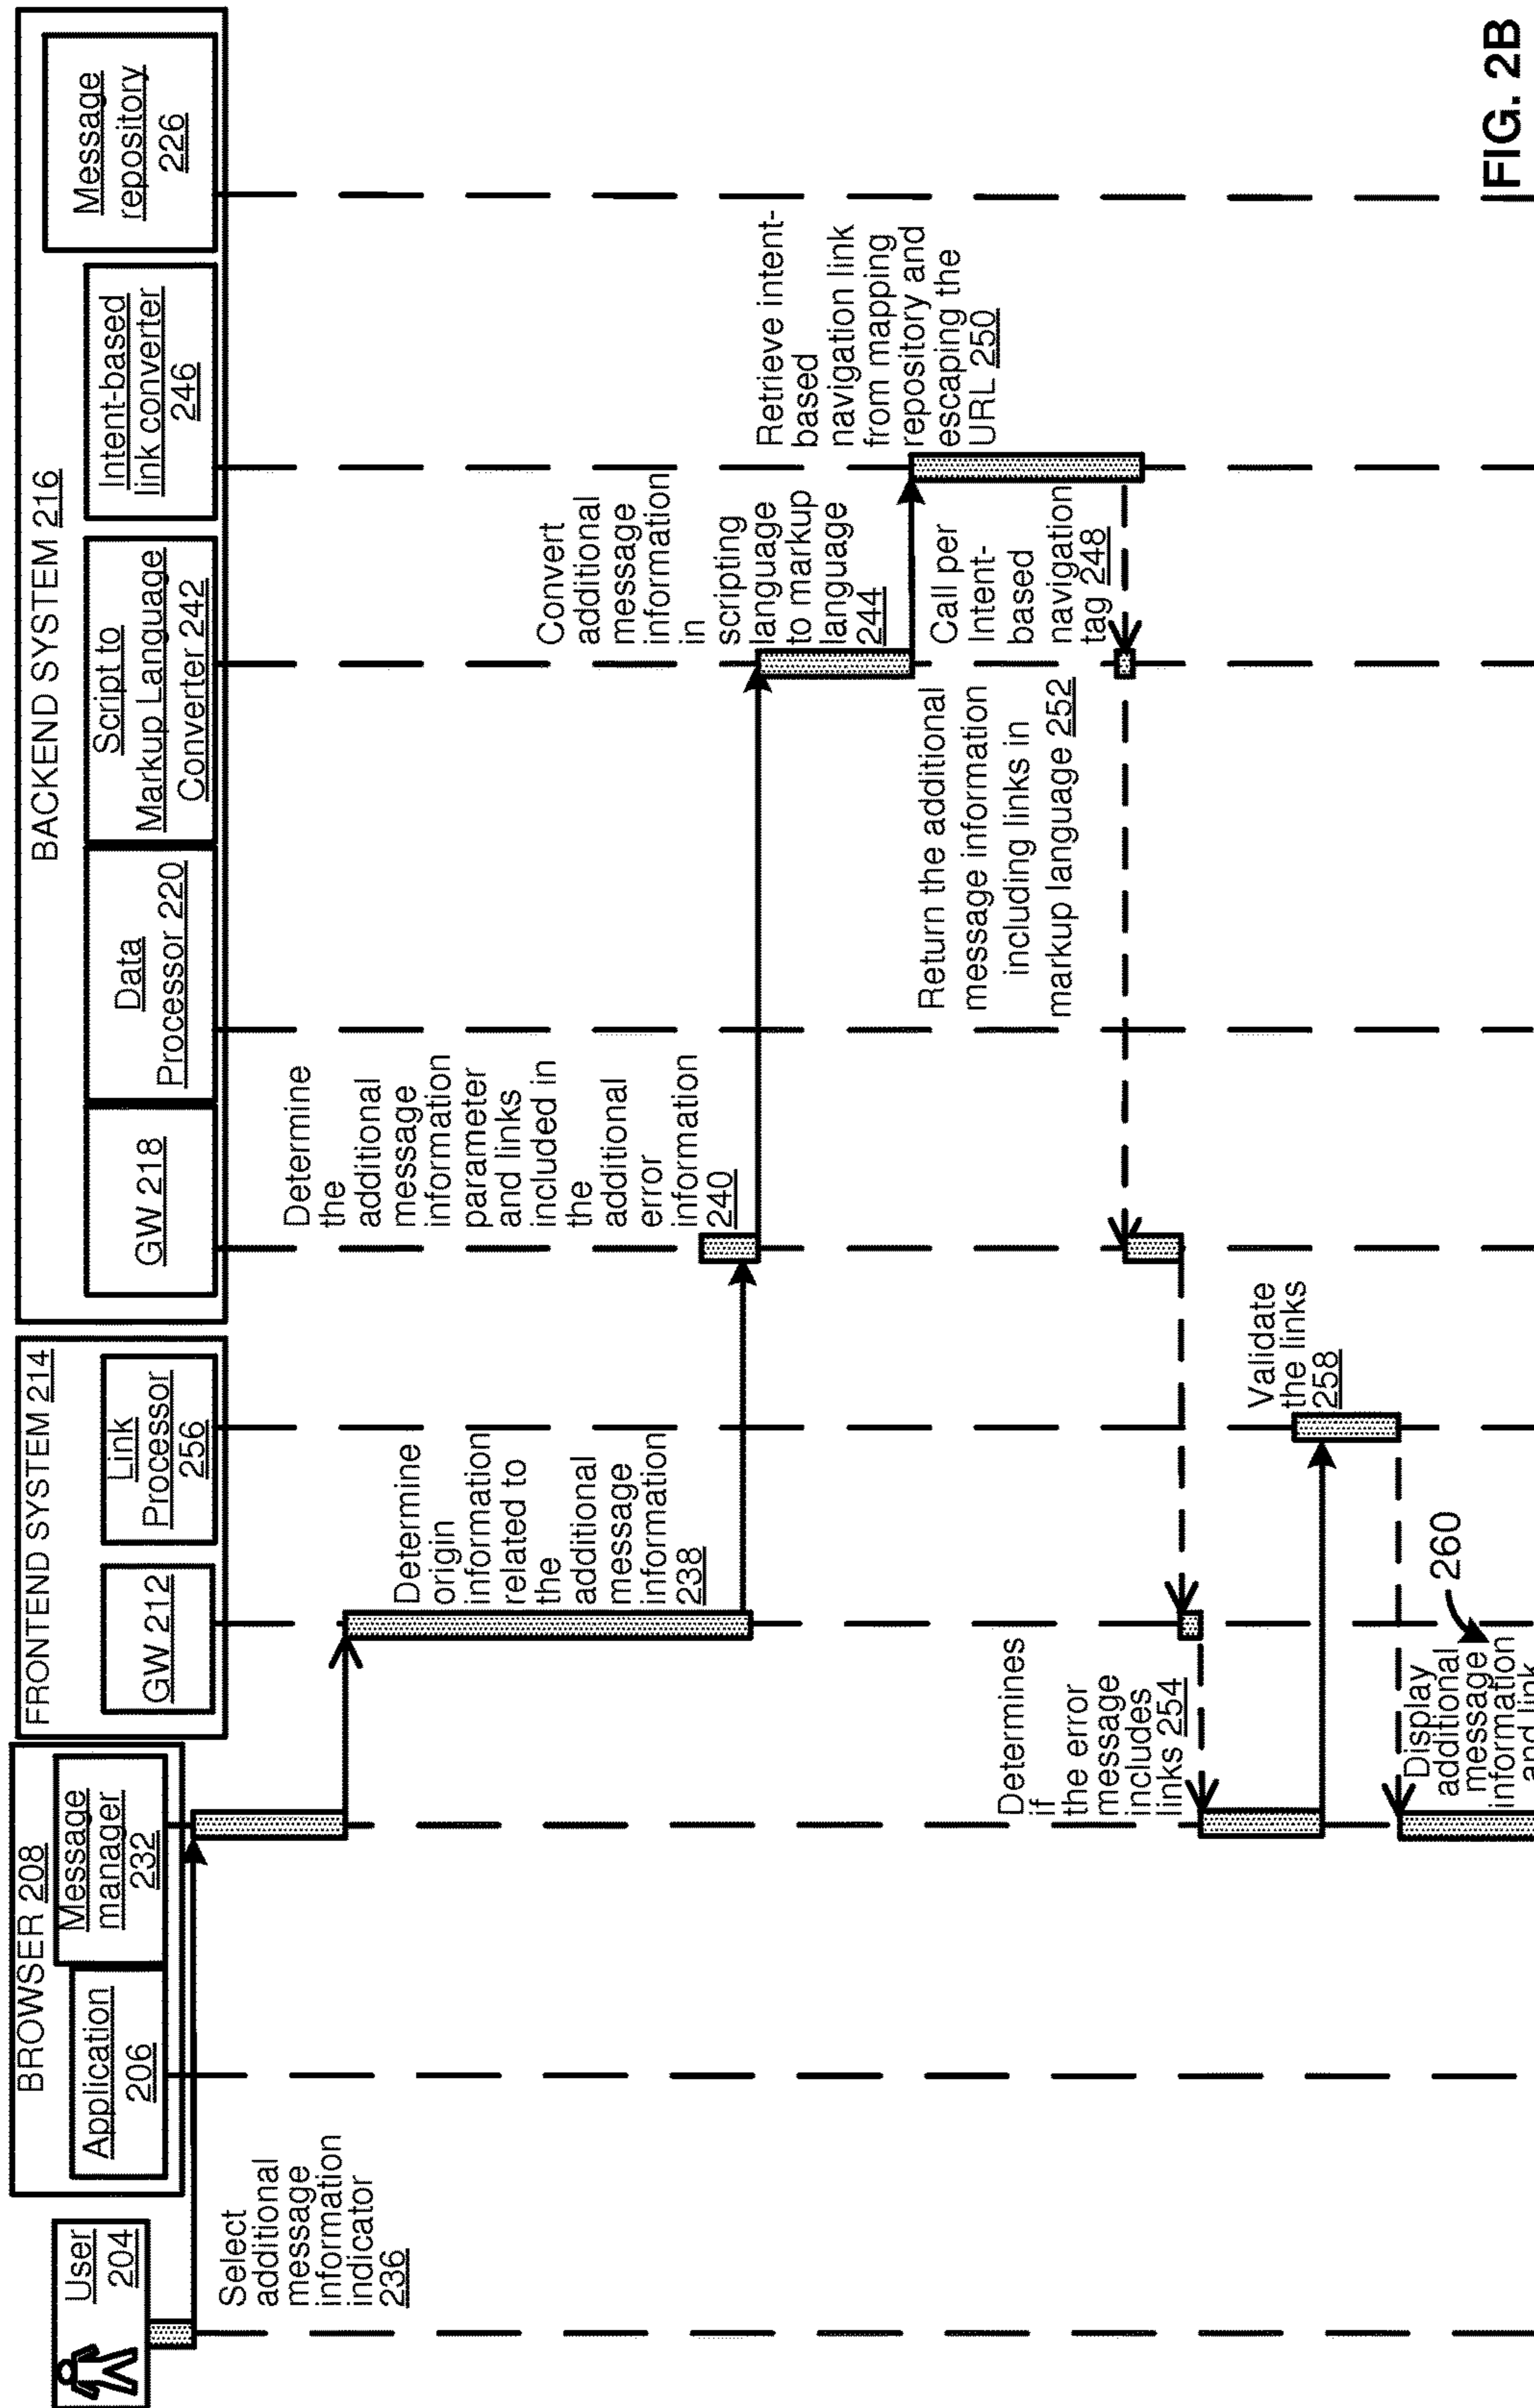 User
204
BROWSER 208
Application
206
Message
manager
232
FRONTEND SYSTEM 214
GW 212
Link
Processor
256
BACKEND SYSTEM 216
GW 218
Data
Processor 220
Script to
Markup Language
Converter 242
Intent-based
link converter
246
Message
repository
226
Select
additional
message
information
indicator
236
Determine
origin
information
related to
the
additional
message
information
238
Determine
the
additional
message
information
parameter
and links
included in
the
additional
error
information
240
Convert
additional
message
information
in
scripting
language
to markup
language
244
Retrieve intent-
based
navigation link
from mapping
repository and
escaping the
URL 250
Call per
Intent-
based
navigation
tag 248
Return the additional
message information
including links in
markup language 252
Determines
if
the error
message
includes
links 254
Validate
the links
258
Display
additional
message
information
and link
260
FIG. 2B